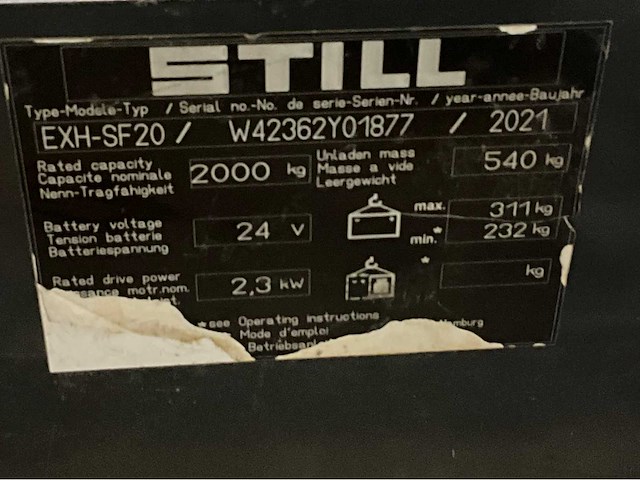 STILL
Type-Modele-Typ / Serial no.-No. de serie-Serien-Nr. / year-annee-Baujahr
EXH-SF20 / W42362Y01877 / 2021
Rated capacity
Capacite nominale
Nenn-Tragfahigkeit
2000 kg
Unladen mass
Masse a vide
Leergewicht
540 kg
Battery voltage
Tension batterie
Batteriespannung
24 V
max. 311 kg
min.* 232 kg
Rated drive power
motr.nom.
2,3 kW
* kg
*see Operating instructions
Mode d'emploi